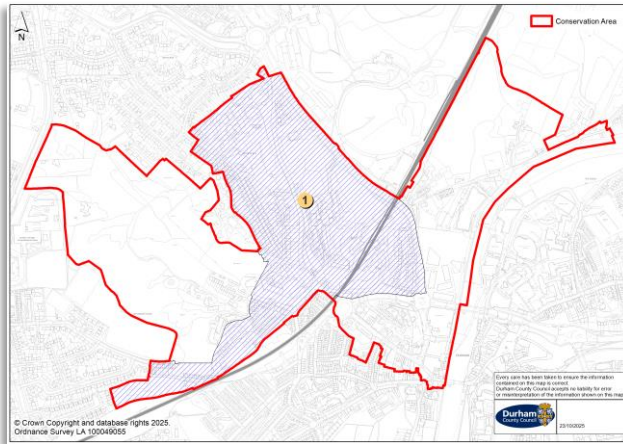 N
Conservation Area
1
Every care has been taken to ensure the information
contained on this map is correct
Durham County Council accepts no liability for error
or misinterpretation of the information shown on this map
Durham
County Council
23/10/2025
© Crown Copyright and database rights 2025.
Ordnance Survey LA 100049055